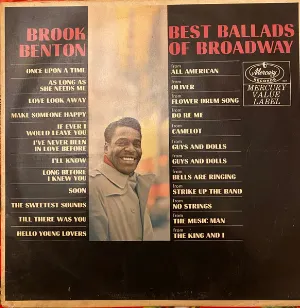 BROOK
BENTON
BEST BALLADS
OF BROADWAY
ONCE UPON A TIME
from
ALL AMERICAN
AS LONG AS
SHE NEEDS ME
from
OLIVER
LOVE LOOK AWAY
from
FLOWER DRUM SONG
MAKE SOMEONE HAPPY
from
DO RE ME
IF EVER I
WOULD LEAVE YOU
from
CAMELOT
I'VE NEVER BEEN
IN LOVE BEFORE
from
GUYS AND DOLLS
I'LL KNOW
from
GUYS AND DOLLS
LONG BEFORE
I KNEW YOU
from
BELLS ARE RINGING
SOON
from
STRIKE UP THE BAND
THE SWEETEST SOUNDS
from
NO STRINGS
TILL THERE WAS YOU
from
THE MUSIC MAN
HELLO YOUNG LOVERS
from
THE KING AND I
Mercury
RECORDS
MERCURY
VALUE
LABEL